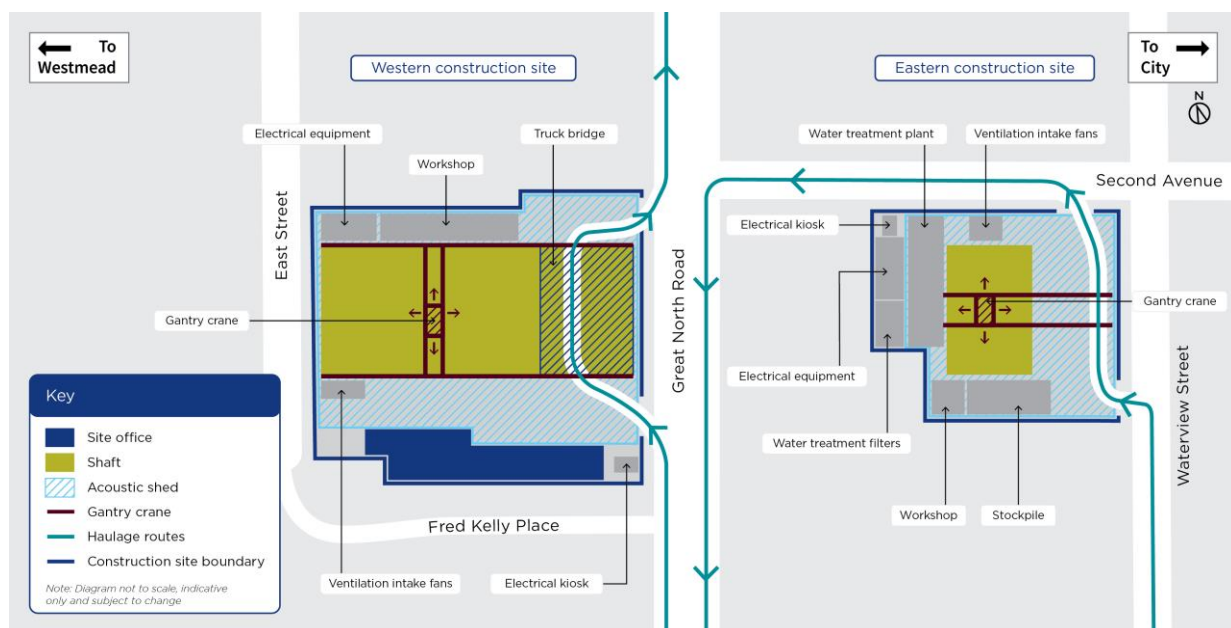 To
Westmead
Western construction site
Eastern construction site
To
City
N
Electrical equipment
Workshop
Truck bridge
Water treatment plant
Ventilation intake fans
Second Avenue
East Street
Electrical kiosk
Gantry crane
Gantry crane
Great North Road
Electrical equipment
Waterview Street
Key
Site office
Shaft
Acoustic shed
Gantry crane
Haulage routes
Construction site boundary
Note: Diagram not to scale, indicative
only and subject to change
Water treatment filters
Workshop
Stockpile
Fred Kelly Place
Ventilation intake fans
Electrical kiosk